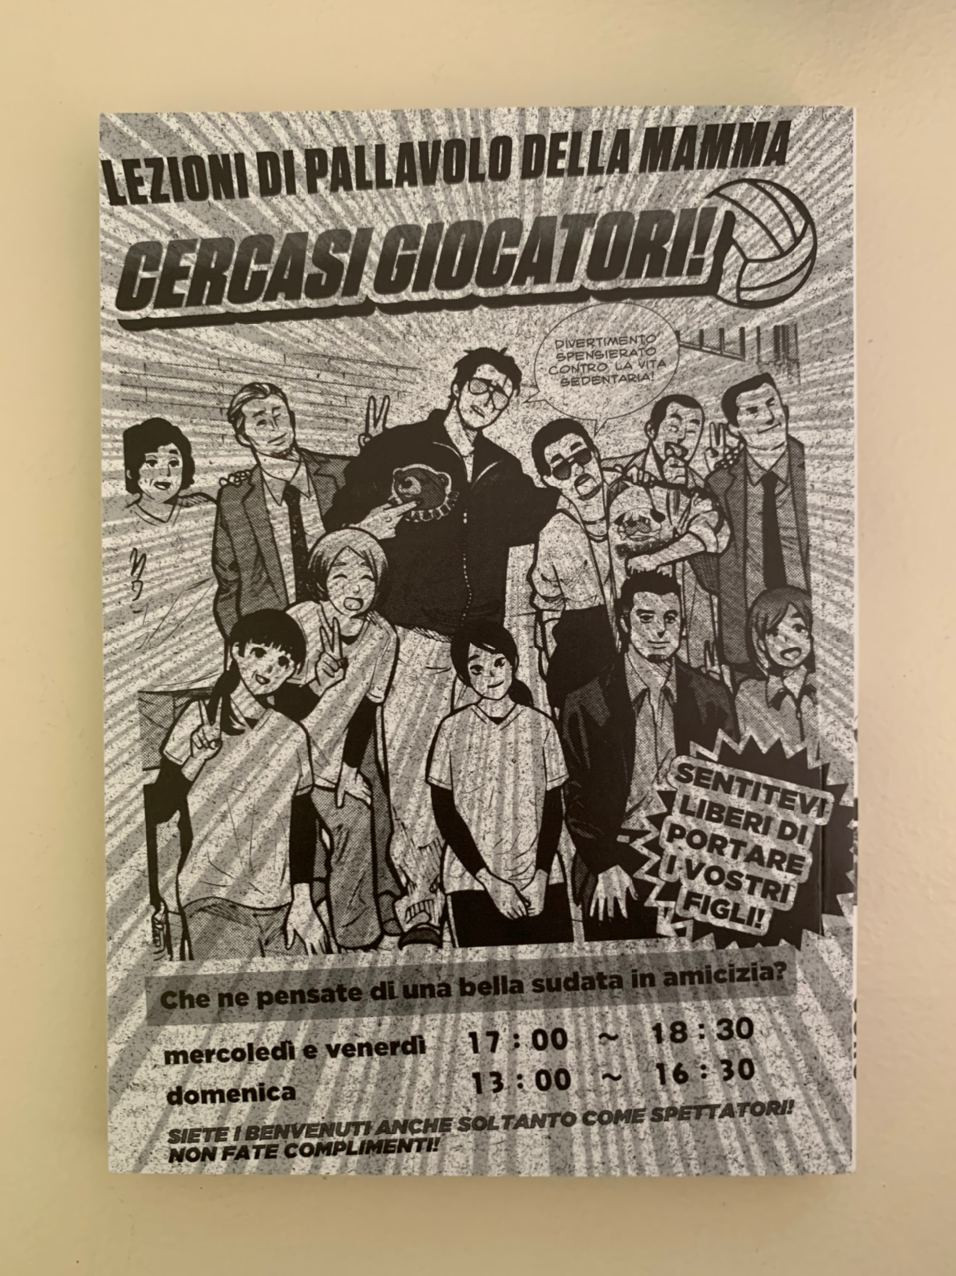 LEZIONI DI PALLAVOLO DELLA MAMMA
CERCASI GIOCATORI!
DIVERTIMENTO
SPENSIERATO
CONTRO LA VITA
SEDENTARIA!
SENTITEVI
LIBERI DI
PORTARE
I VOSTRI
FIGLI!
Che ne pensate di una bella sudata in amicizia?
mercoledì e venerdì 17:00 ~ 18:30
domenica 13:00 ~ 16:30
SIETE I BENVENUTI ANCHE SOLTANTO COME SPETTATORI!
NON FATE COMPLIMENTI!